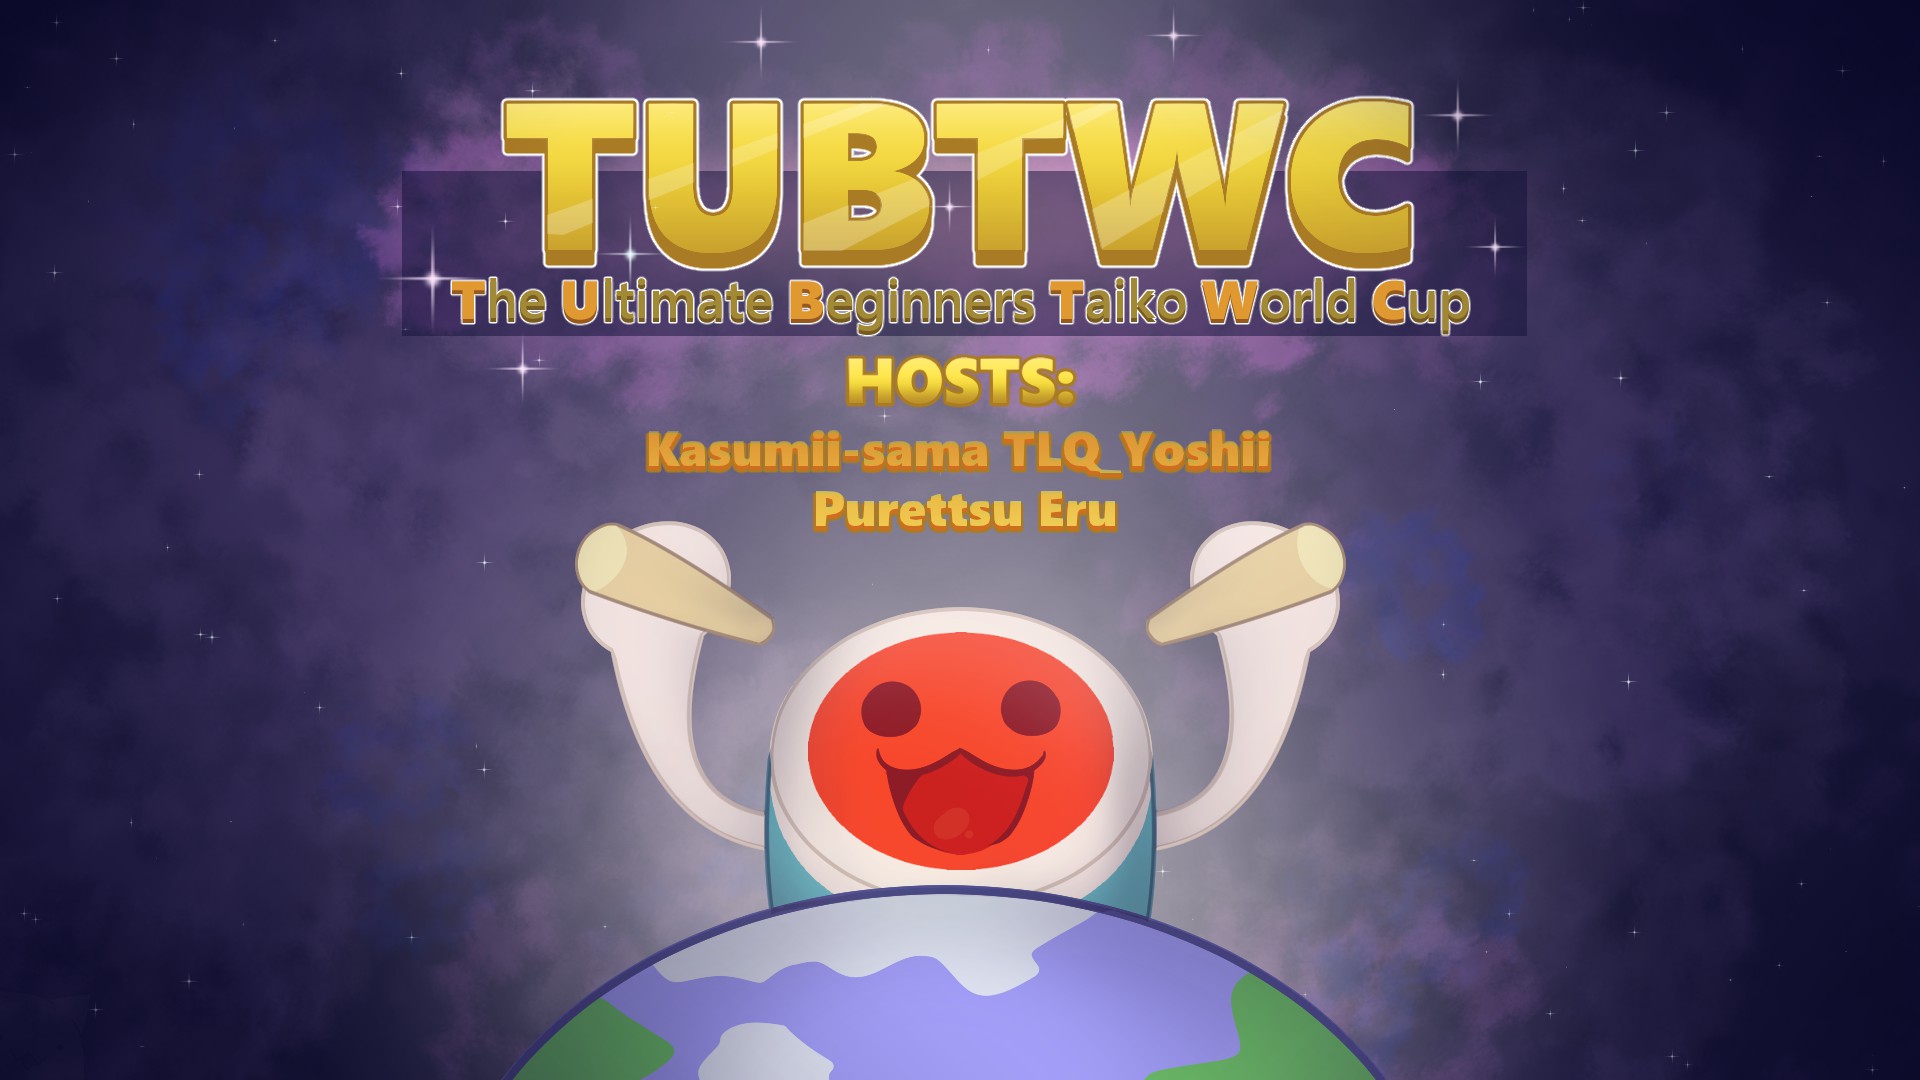 TUBTWC
The Ultimate Beginners Taiko World Cup
HOSTS:
Kasumii-sama TLQ_Yoshii
Purettsu Eru